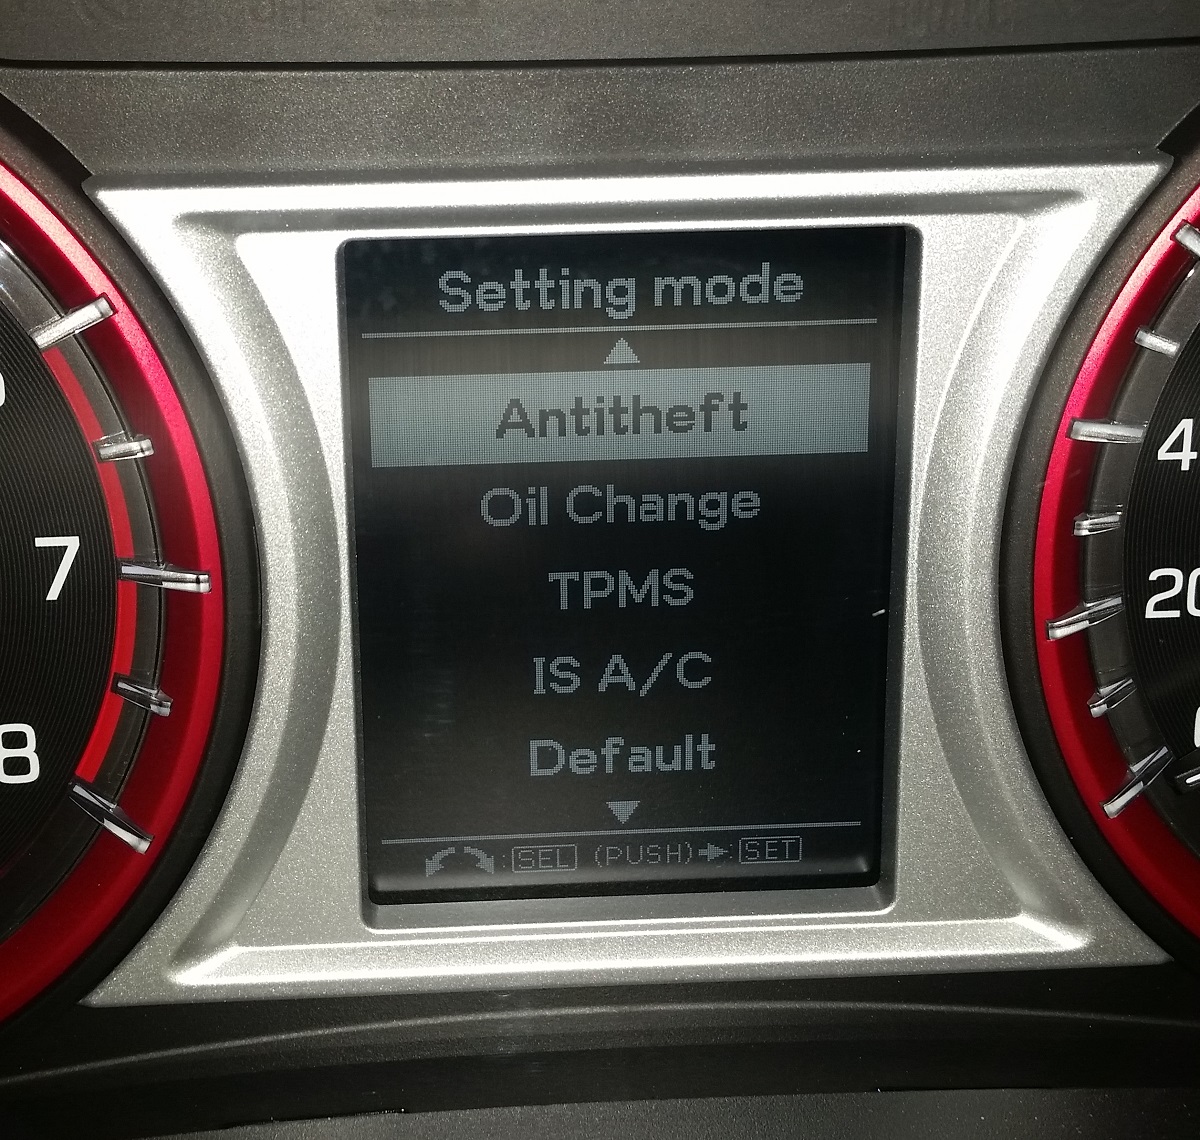 Setting mode
Antitheft
Oil Change
TPMS
IS A/C
Default
:SEL (PUSH)→:SET
7
8
4
20